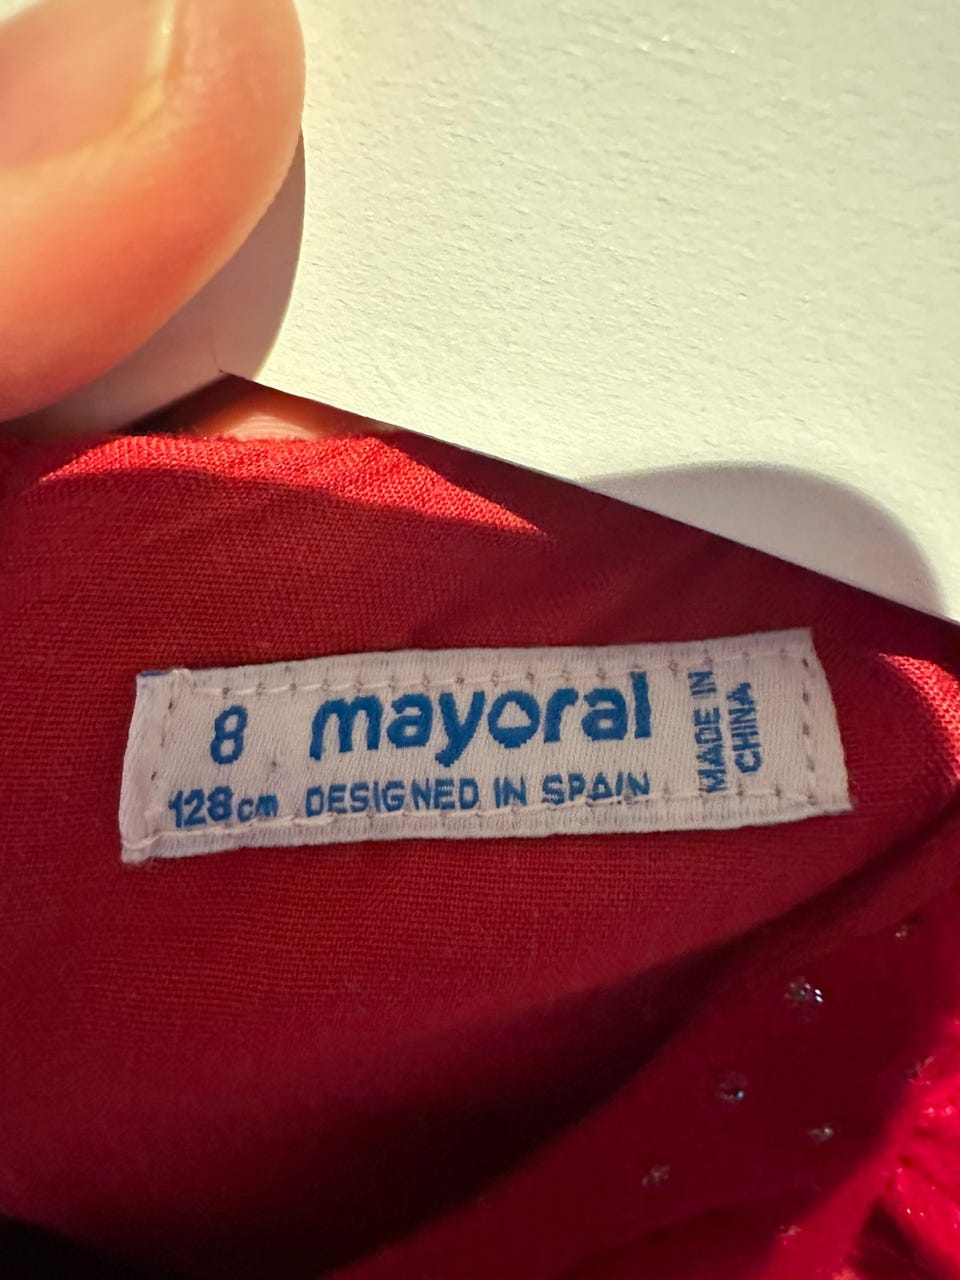 8 mayoral
128cm DESIGNED IN SPAIN
MADE IN
CHINA